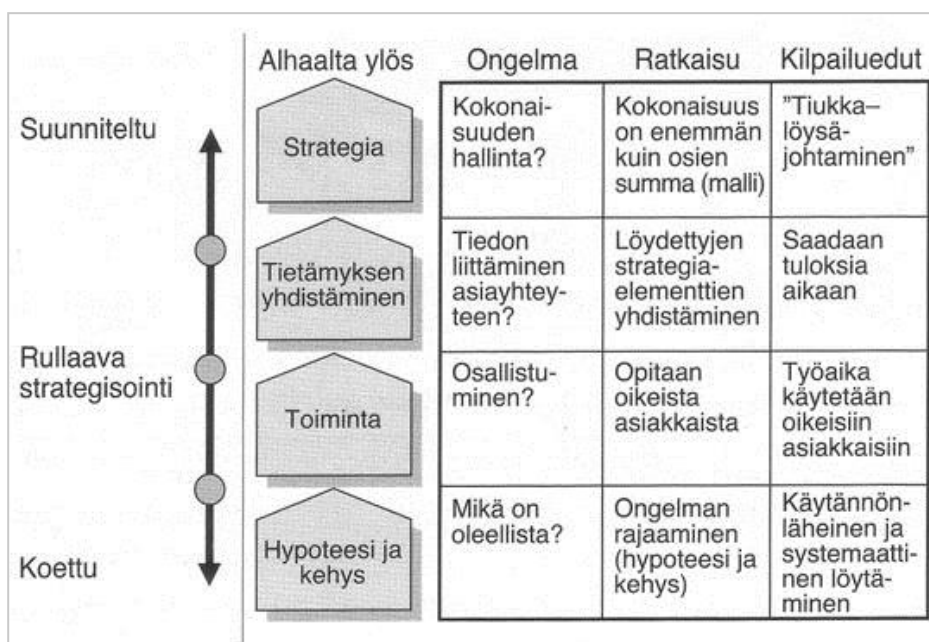 Alhaalta ylös
Ongelma
Ratkaisu
Kilpailuedut
Suunniteltu
Rullaava
strategisointi
Koettu
Strategia
Kokonai-
suuden
hallinta?
Kokonaisuus
on enemmän
kuin osien
summa (malli)
"Tiukka–
löysä-
johtaminen"
Tietämyksen
yhdistäminen
Tiedon
liittäminen
asiayhtey-
teen?
Löydettyjen
strategia-
elementtien
yhdistäminen
Saadaan
tuloksia
aikaan
Toiminta
Osallistu-
minen?
Opitaan
oikeista
asiakkaista
Työaika
käytetään
oikeisiin
asiakkaisiin
Hypoteesi ja
kehys
Mikä on
oleellista?
Ongelman
rajaaminen
(hypoteesi ja
kehys)
Käytännön-
läheinen ja
systemaatti-
nen löytä-
minen